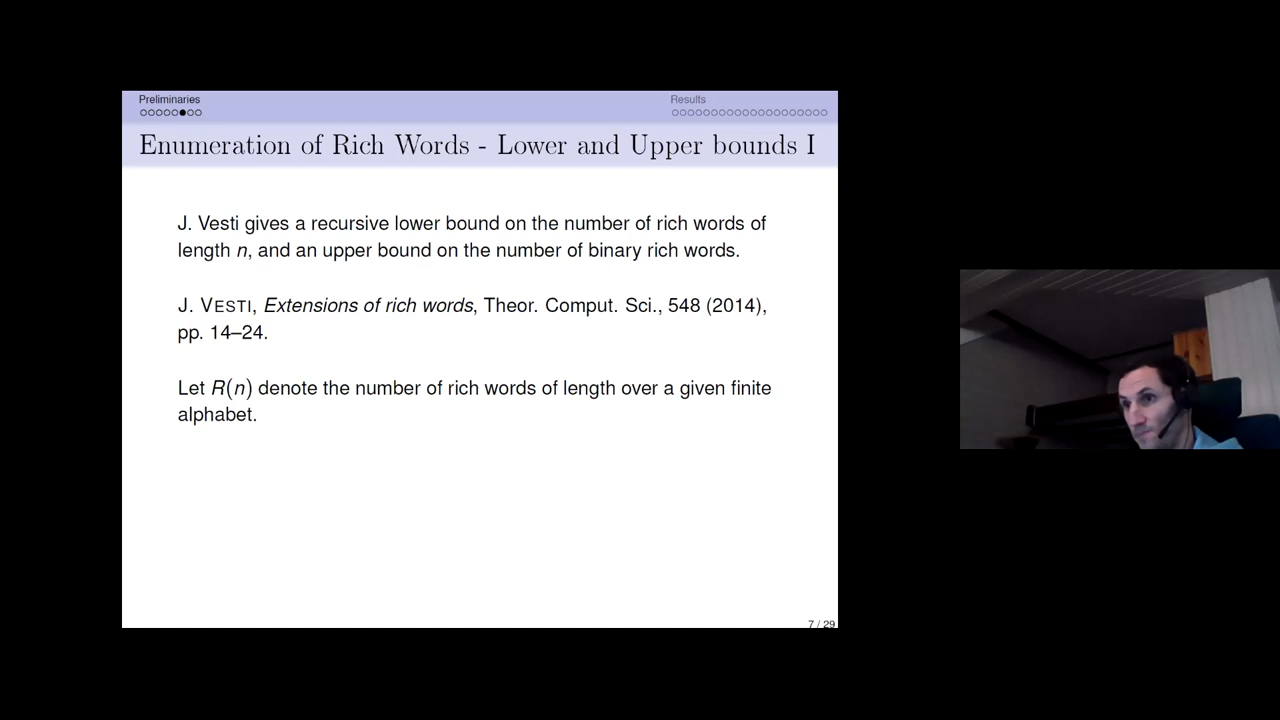 Preliminaries
Results
Enumeration of Rich Words - Lower and Upper bounds I
J. Vesti gives a recursive lower bound on the number of rich words of
length n, and an upper bound on the number of binary rich words.
J. VESTI, Extensions of rich words, Theor. Comput. Sci., 548 (2014),
pp. 14–24.
Let R(n) denote the number of rich words of length over a given finite
alphabet.
7 / 29